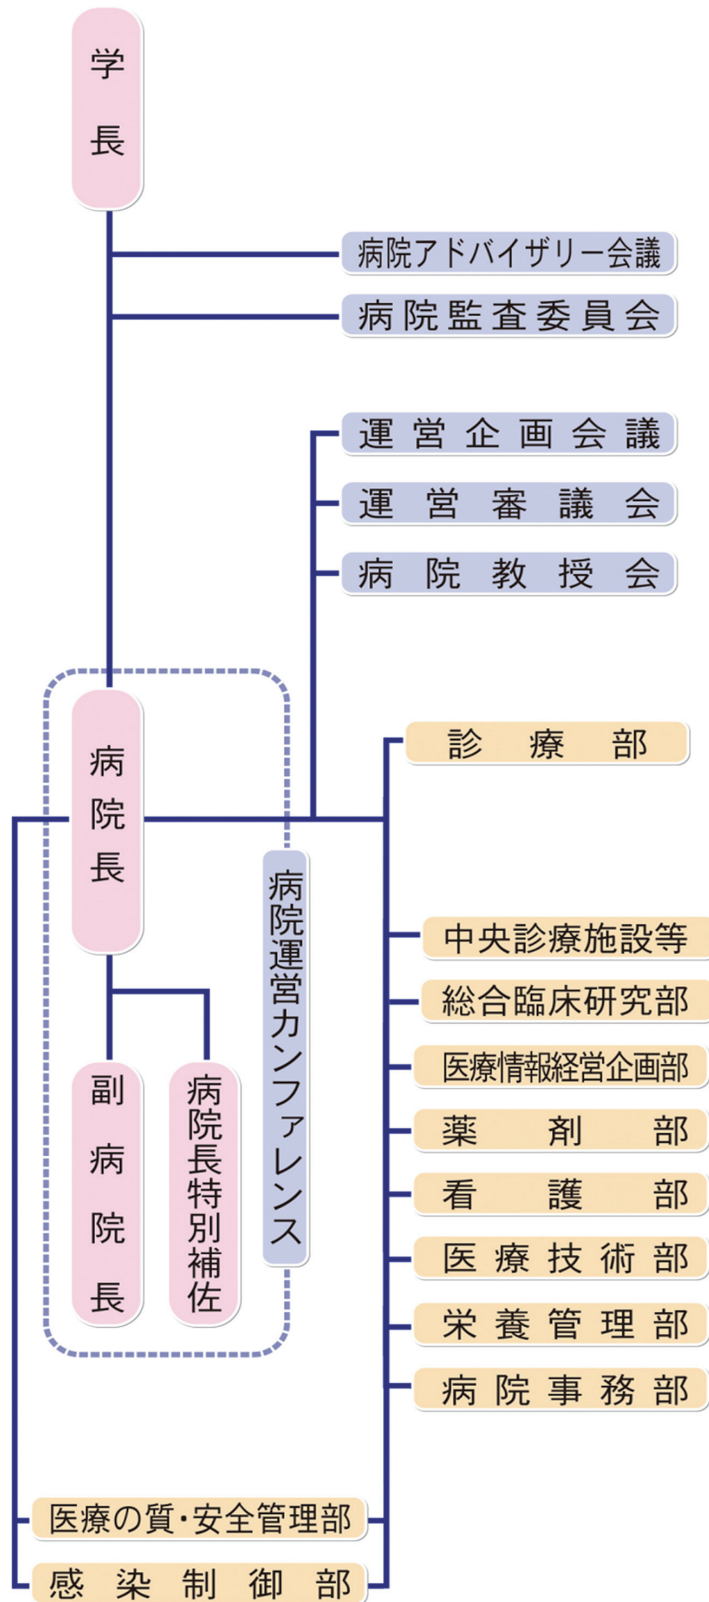 学長
病院アドバイザリー会議
病院監査委員会
運営企画会議
運営審議会
病院教授会
病院長
診療部
病院運営カンファレンス
中央診療施設等
総合臨床研究部
医療情報経営企画部
副病院長
病院長特別補佐
薬剤部
看護部
医療技術部
栄養管理部
病院事務部
医療の質・安全管理部
感染制御部